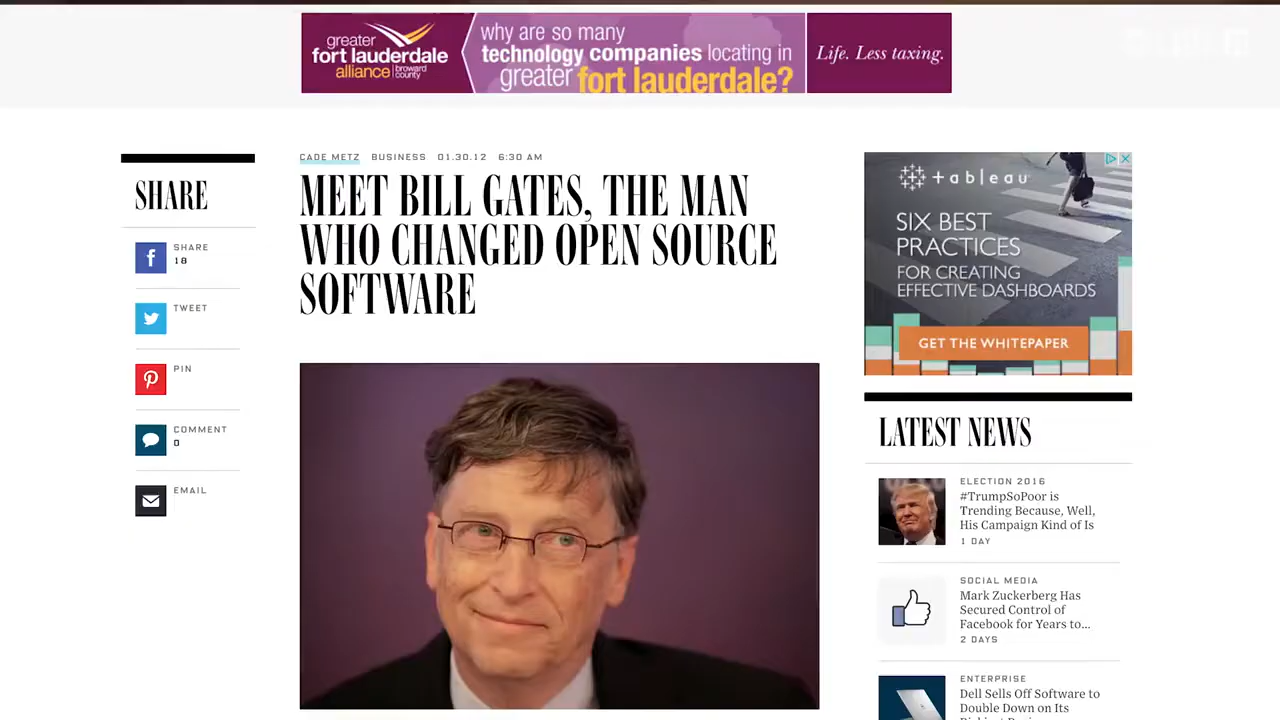 greater
fort lauderdale
alliance broward
county
why are so many
technology companies locating in
greater fort lauderdale?
Life. Less taxing.
SHARE
SHARE
18
TWEET
PIN
COMMENT
0
EMAIL
CADE METZ BUSINESS 01.30.12 6:30 AM
MEET BILL GATES, THE MAN
WHO CHANGED OPEN SOURCE
SOFTWARE
+ableau
SIX BEST
PRACTICES
FOR CREATING
EFFECTIVE DASHBOARDS
GET THE WHITEPAPER
LATEST NEWS
ELECTION 2016
#TrumpSoPoor is
Trending Because, Well,
His Campaign Kind of Is
1 DAY
SOCIAL MEDIA
Mark Zuckerberg Has
Secured Control of
Facebook for Years to...
2 DAYS
ENTERPRISE
Dell Sells Off Software to
Double Down on Its